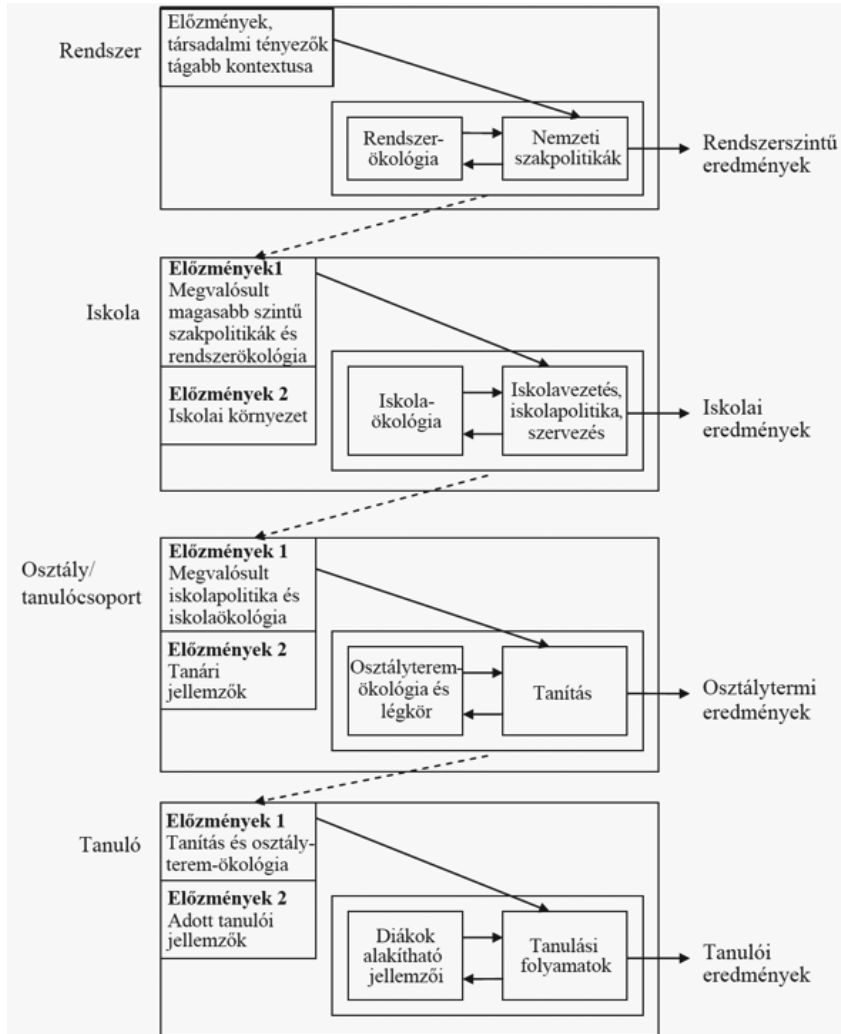 Rendszer
Előzmények,
társadalmi tényezők
tágabb kontextusa
Rendszer-
ökológia
Nemzeti
szakpolitikák
Rendszerszintű
eredmények
Iskola
Előzmények1
Megvalósult
magasabb szintű
szakpolitikák és
rendszerökológia
Előzmények 2
Iskolai környezet
Iskola-
ökológia
Iskolavezetés,
iskolapolitika,
szervezés
Iskolai
eredmények
Osztály/
tanulócsoport
Előzmények 1
Megvalósult
iskolapolitika és
iskolaökológia
Előzmények 2
Tanári
jellemzők
Osztályterem-
ökológia és
légkör
Tanítás
Osztálytermi
eredmények
Tanuló
Előzmények 1
Tanítás és osztály-
terem-ökológia
Előzmények 2
Adott tanulói
jellemzők
Diákok
alakítható
jellemzői
Tanulási
folyamatok
Tanulói
eredmények